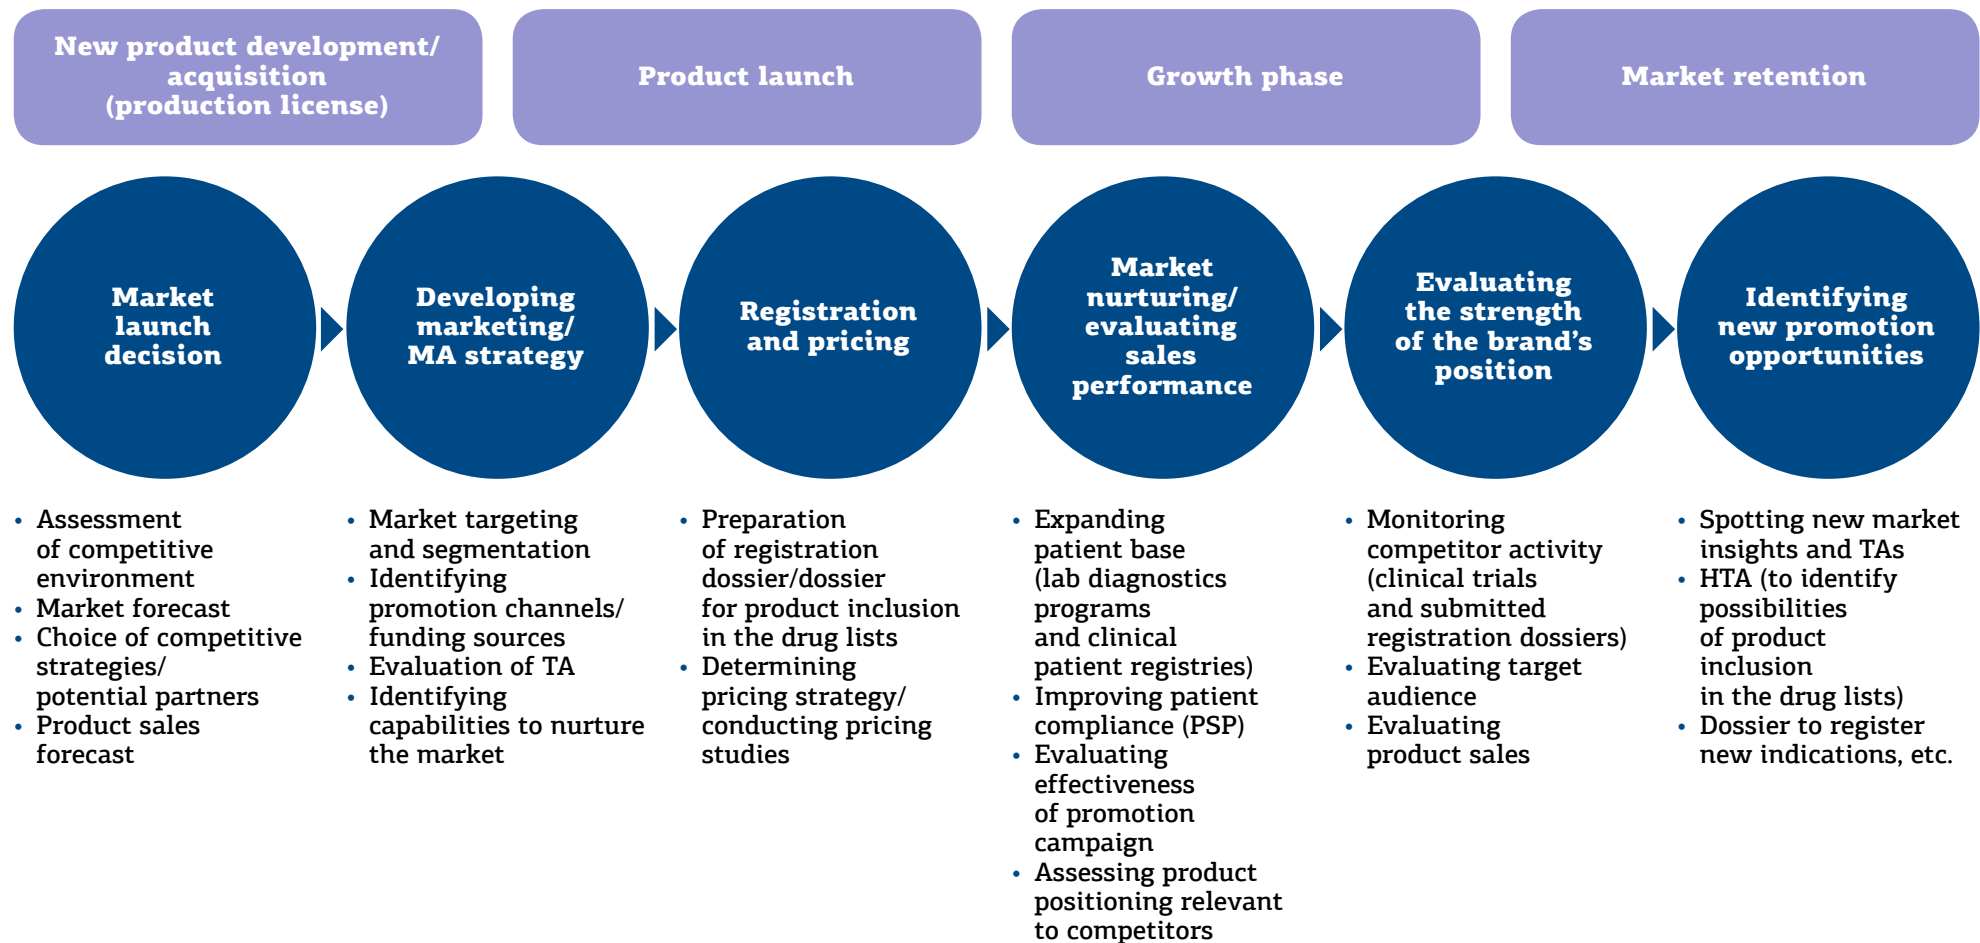 New product development/
acquisition
(production license)
Product launch
Growth phase
Market retention
Market
launch
decision
Developing
marketing/
MA strategy
Registration
and pricing
Market
nurturing/
evaluating
sales
performance
Evaluating
the strength
of the brand’s
position
Identifying
new promotion
opportunities
• Assessment
of competitive
environment
• Market forecast
• Choice of competitive
strategies/
potential partners
• Product sales
forecast
• Market targeting
and segmentation
• Identifying
promotion channels/
funding sources
• Evaluation of TA
• Identifying
capabilities to nurture
the market
• Preparation
of registration
dossier/dossier
for product inclusion
in the drug lists
• Determining
pricing strategy/
conducting pricing
studies
• Expanding
patient base
(lab diagnostics
programs
and clinical
patient registries)
• Improving patient
compliance (PSP)
• Evaluating
effectiveness
of promotion
campaign
• Assessing product
positioning relevant
to competitors
• Monitoring
competitor activity
(clinical trials
and submitted
registration dossiers)
• Evaluating target
audience
• Evaluating
product sales
• Spotting new market
insights and TAs
• HTA (to identify
possibilities
of product
inclusion
in the drug lists)
• Dossier to register
new indications, etc.